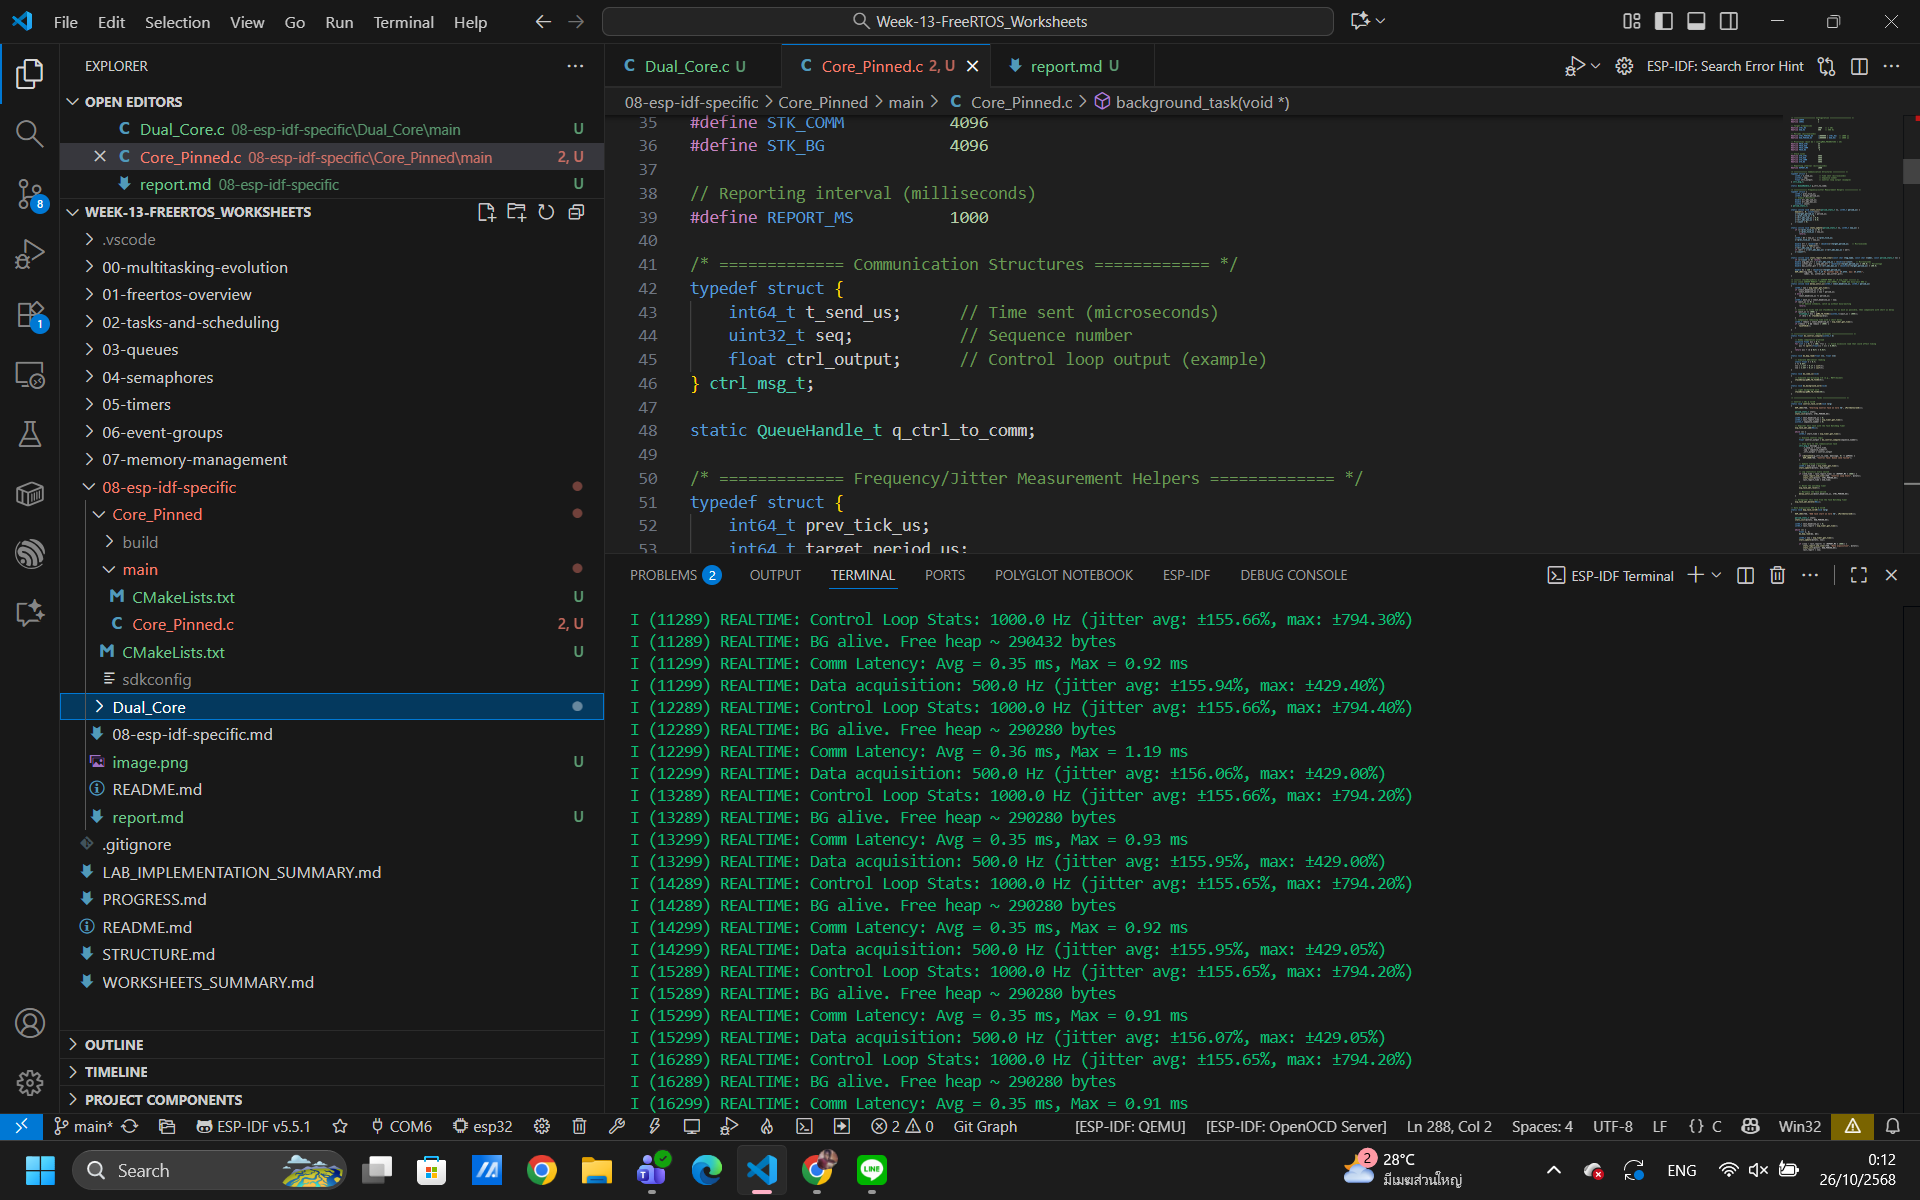 File Edit Selection View Go Run Terminal Help
Week-13-FreeRTOS_Worksheets
EXPLORER
OPEN EDITORS
Dual_Core.c 08-esp-idf-specific\Dual_Core\main U
Core_Pinned.c 08-esp-idf-specific\Core_Pinned\main 2, U
report.md 08-esp-idf-specific U
WEEK-13-FREERTOS_WORKSHEETS
.vscode
00-multitasking-evolution
01-freertos-overview
02-tasks-and-scheduling
03-queues
04-semaphores
05-timers
06-event-groups
07-memory-management
08-esp-idf-specific
Core_Pinned
build
main
CMakeLists.txt U
Core_Pinned.c 2, U
CMakeLists.txt U
sdkconfig
Dual_Core
08-esp-idf-specific.md
image.png U
README.md
report.md U
.gitignore
LAB_IMPLEMENTATION_SUMMARY.md
PROGRESS.md
README.md
STRUCTURE.md
WORKSHEETS_SUMMARY.md
OUTLINE
TIMELINE
PROJECT COMPONENTS
8
1
Dual_Core.c U
Core_Pinned.c 2, U
report.md U
ESP-IDF: Search Error Hint
08-esp-idf-specific > Core_Pinned > main > C Core_Pinned.c > background_task(void *)
35 #define STK_COMM 4096
36 #define STK_BG 4096
37
38 // Reporting interval (milliseconds)
39 #define REPORT_MS 1000
40
41 /* ============= Communication Structures ============ */
42 typedef struct {
43 int64_t t_send_us; // Time sent (microseconds)
44 uint32_t seq; // Sequence number
45 float ctrl_output; // Control loop output (example)
46 } ctrl_msg_t;
47
48 static QueueHandle_t q_ctrl_to_comm;
49
50 /* ============= Frequency/Jitter Measurement Helpers ============= */
51 typedef struct {
52 int64_t prev_tick_us;
53 int64_t target_period_us;
PROBLEMS 2 OUTPUT TERMINAL PORTS POLYGLOT NOTEBOOK ESP-IDF DEBUG CONSOLE
ESP-IDF Terminal
I (11289) REALTIME: Control Loop Stats: 1000.0 Hz (jitter avg: ±155.66%, max: ±794.30%)
I (11289) REALTIME: BG alive. Free heap ~ 290432 bytes
I (11299) REALTIME: Comm Latency: Avg = 0.35 ms, Max = 0.92 ms
I (11299) REALTIME: Data acquisition: 500.0 Hz (jitter avg: ±155.94%, max: ±429.40%)
I (12289) REALTIME: Control Loop Stats: 1000.0 Hz (jitter avg: ±155.66%, max: ±794.40%)
I (12289) REALTIME: BG alive. Free heap ~ 290280 bytes
I (12299) REALTIME: Comm Latency: Avg = 0.36 ms, Max = 1.19 ms
I (12299) REALTIME: Data acquisition: 500.0 Hz (jitter avg: ±156.06%, max: ±429.00%)
I (13289) REALTIME: Control Loop Stats: 1000.0 Hz (jitter avg: ±155.66%, max: ±794.20%)
I (13289) REALTIME: BG alive. Free heap ~ 290280 bytes
I (13299) REALTIME: Comm Latency: Avg = 0.35 ms, Max = 0.93 ms
I (13299) REALTIME: Data acquisition: 500.0 Hz (jitter avg: ±155.95%, max: ±429.00%)
I (14289) REALTIME: Control Loop Stats: 1000.0 Hz (jitter avg: ±155.65%, max: ±794.20%)
I (14289) REALTIME: BG alive. Free heap ~ 290280 bytes
I (14299) REALTIME: Comm Latency: Avg = 0.35 ms, Max = 0.92 ms
I (14299) REALTIME: Data acquisition: 500.0 Hz (jitter avg: ±155.95%, max: ±429.05%)
I (15289) REALTIME: Control Loop Stats: 1000.0 Hz (jitter avg: ±155.65%, max: ±794.20%)
I (15289) REALTIME: BG alive. Free heap ~ 290280 bytes
I (15299) REALTIME: Comm Latency: Avg = 0.35 ms, Max = 0.91 ms
I (15299) REALTIME: Data acquisition: 500.0 Hz (jitter avg: ±156.07%, max: ±429.05%)
I (16289) REALTIME: Control Loop Stats: 1000.0 Hz (jitter avg: ±155.65%, max: ±794.20%)
I (16289) REALTIME: BG alive. Free heap ~ 290280 bytes
I (16299) REALTIME: Comm Latency: Avg = 0.35 ms, Max = 0.91 ms
main* ESP-IDF v5.5.1 COM6 esp32 2 0 Git Graph [ESP-IDF: QEMU] [ESP-IDF: OpenOCD Server] Ln 288, Col 2 Spaces: 4 UTF-8 LF {} C Win32
Search
2 28°C
มีเมฆส่วนใหญ่
ENG
0:12
26/10/2568